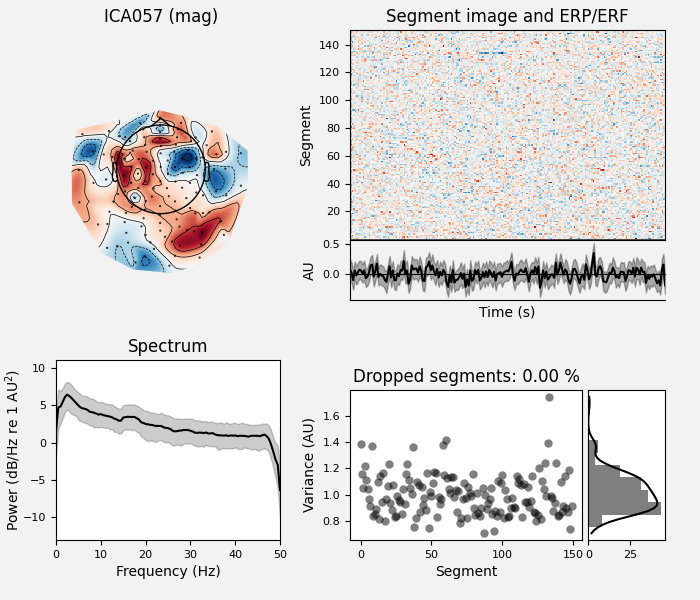 ICA057 (mag)
Segment image and ERP/ERF
140
120
100
80
60
40
20
Segment
0.5
0.0
AU
Time (s)
Spectrum
10
5
0
−5
−10
Power (dB/Hz re 1 AU²)
0 10 20 30 40 50
Frequency (Hz)
Dropped segments: 0.00 %
1.6
1.4
1.2
1.0
0.8
Variance (AU)
0 50 100 150
Segment
0 25